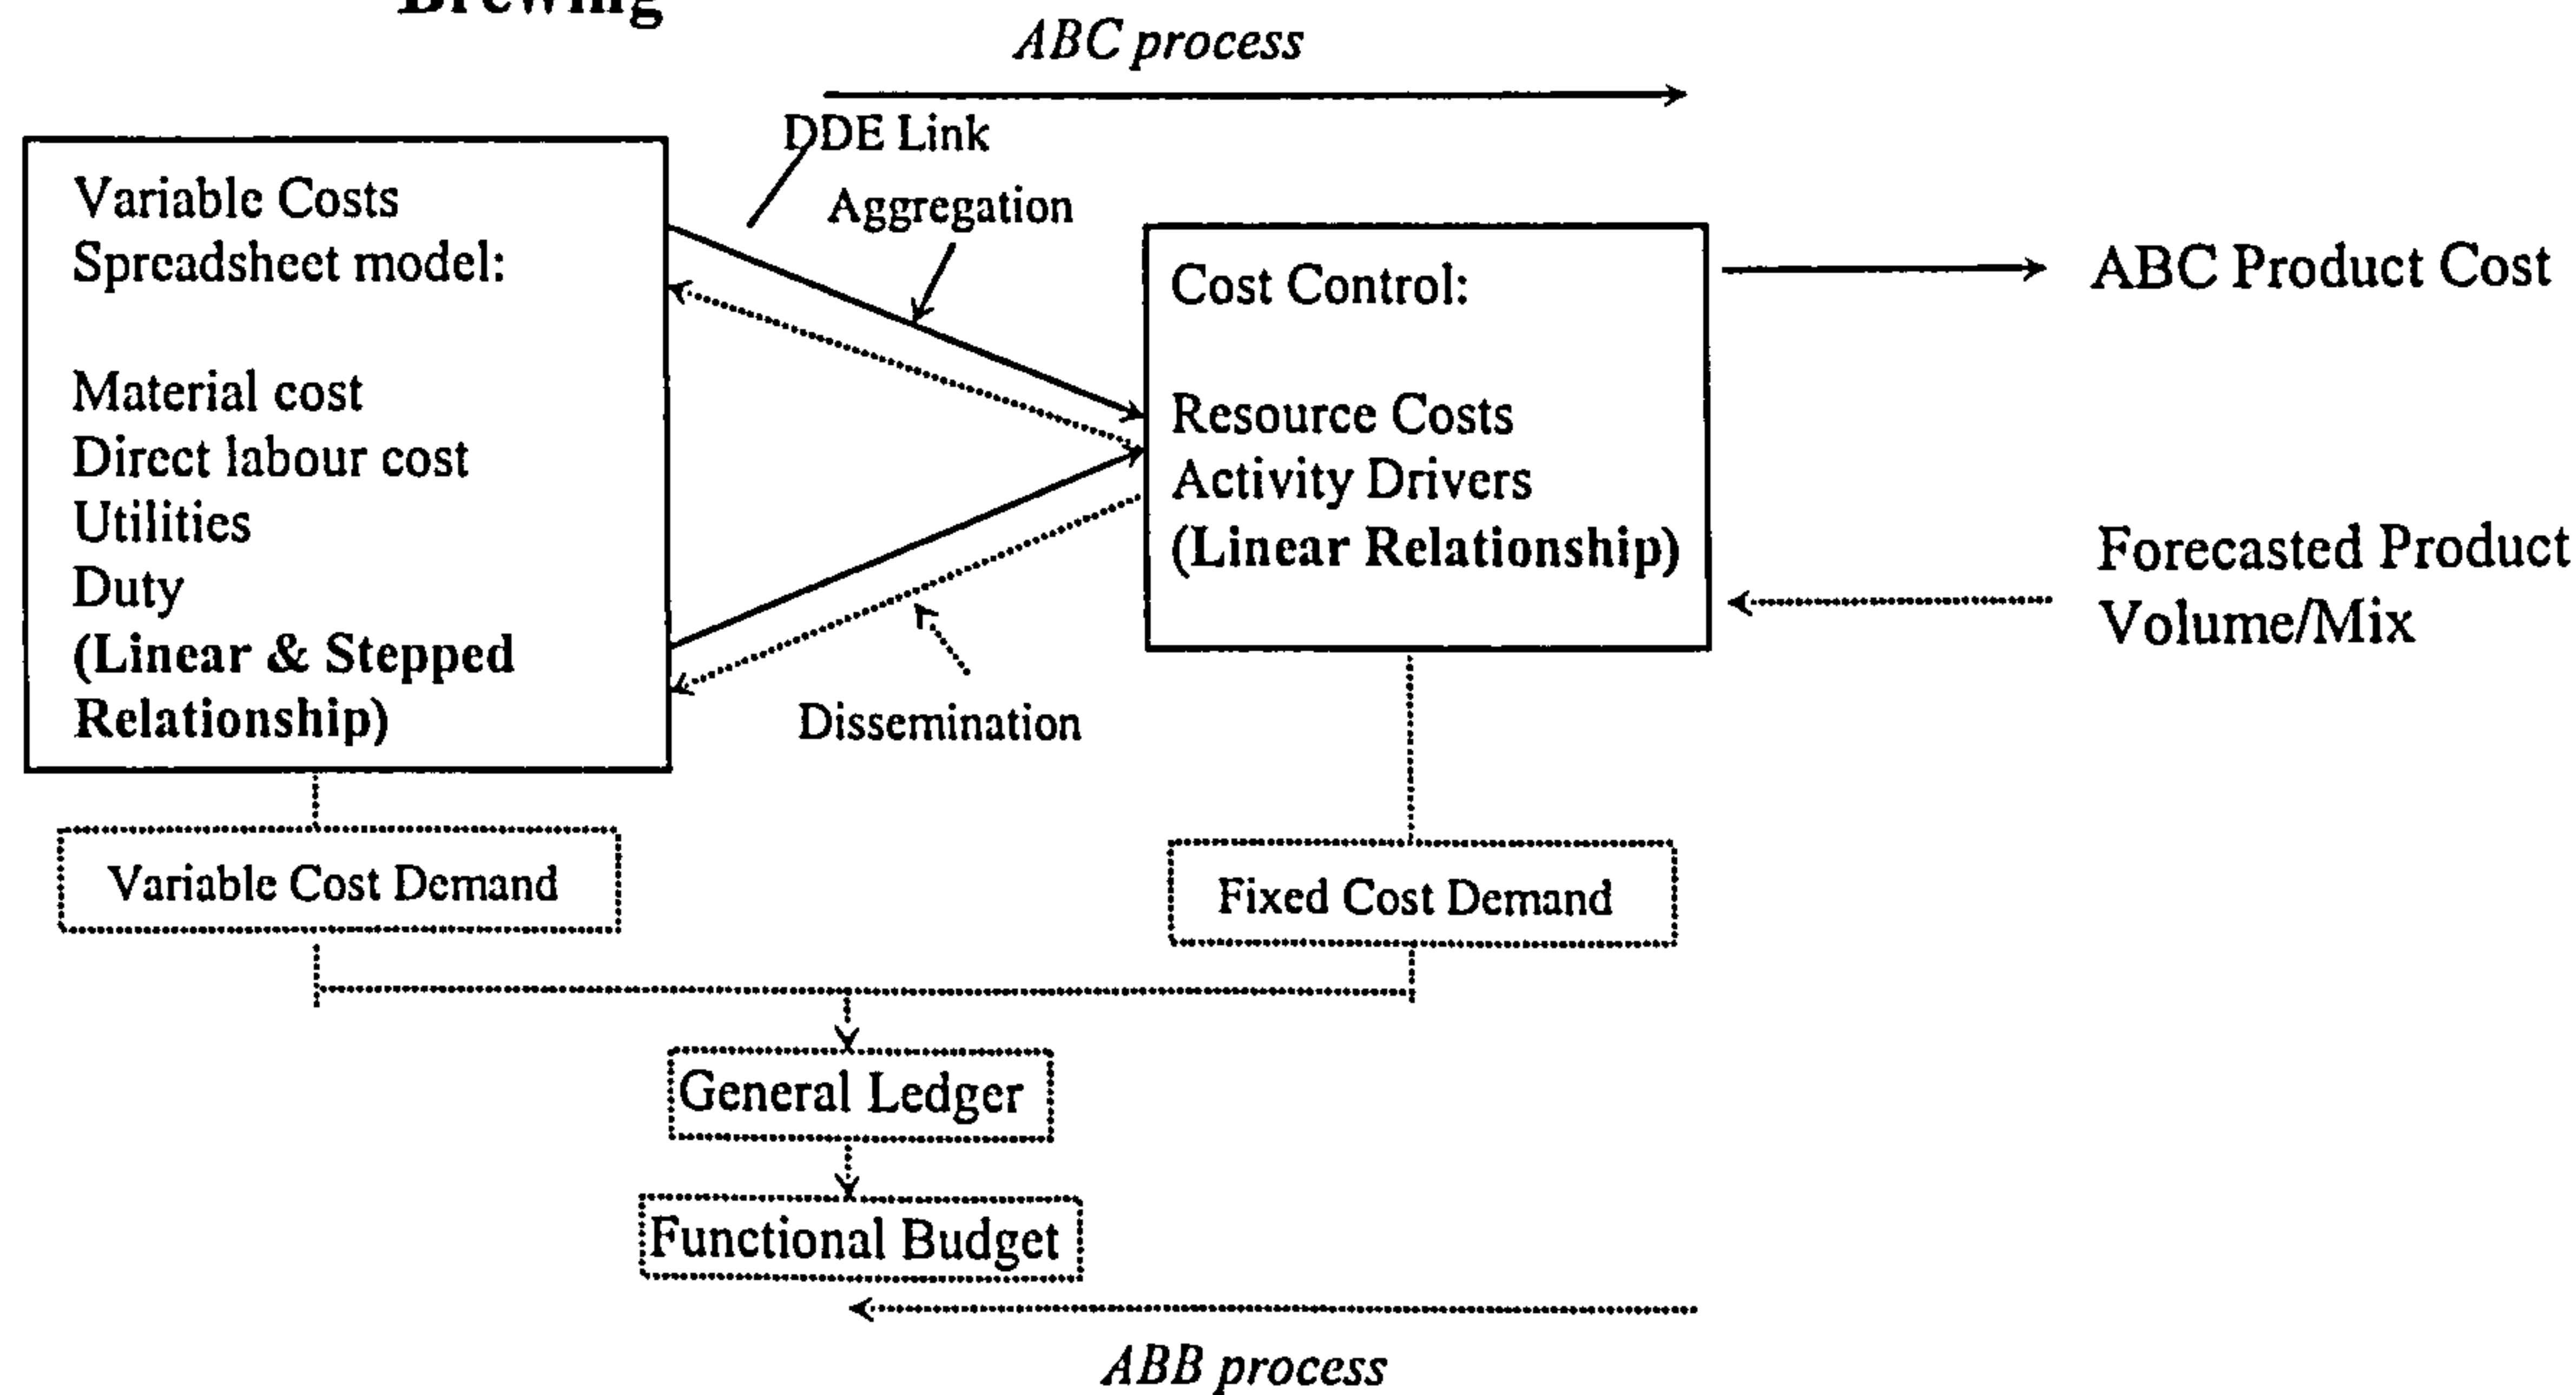 Brewing
ABC process
DDE Link
Aggregation
Variable Costs
Spreadsheet model:
Material cost
Direct labour cost
Utilities
Duty
(Linear & Stepped
Relationship)
Cost Control:
Resource Costs
Activity Drivers
(Linear Relationship)
ABC Product Cost
Forecasted Product
Volume/Mix
Dissemination
Variable Cost Demand
Fixed Cost Demand
General Ledger
Functional Budget
ABB process